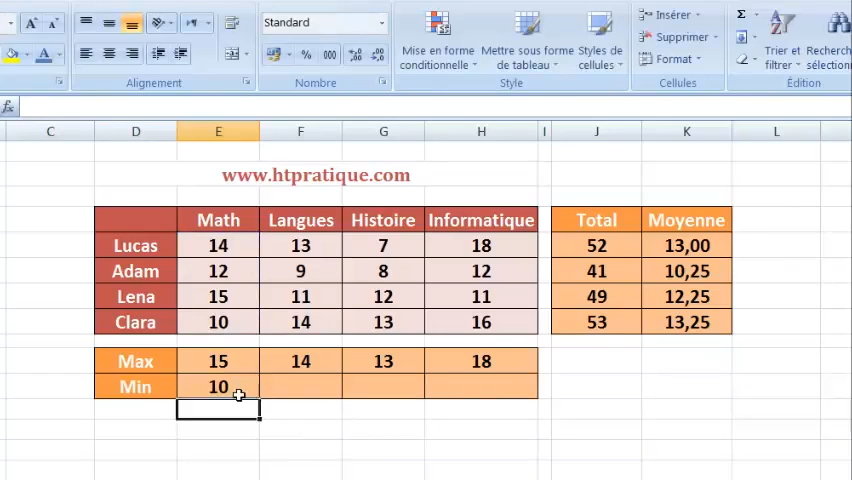 A A Standard Insérer Σ
Mise en forme Mettre sous forme Styles de Supprimer Trier et Recherch
% 000 conditionnelle de tableau cellules Format filtrer sélection
Alignement Nombre Style Cellules Édition
fx
C D E F G H I J K L
www.htpratique.com
Math Langues Histoire Informatique Total Moyenne
Lucas 14 13 7 18 52 13,00
Adam 12 9 8 12 41 10,25
Lena 15 11 12 11 49 12,25
Clara 10 14 13 16 53 13,25
Max 15 14 13 18
Min 10